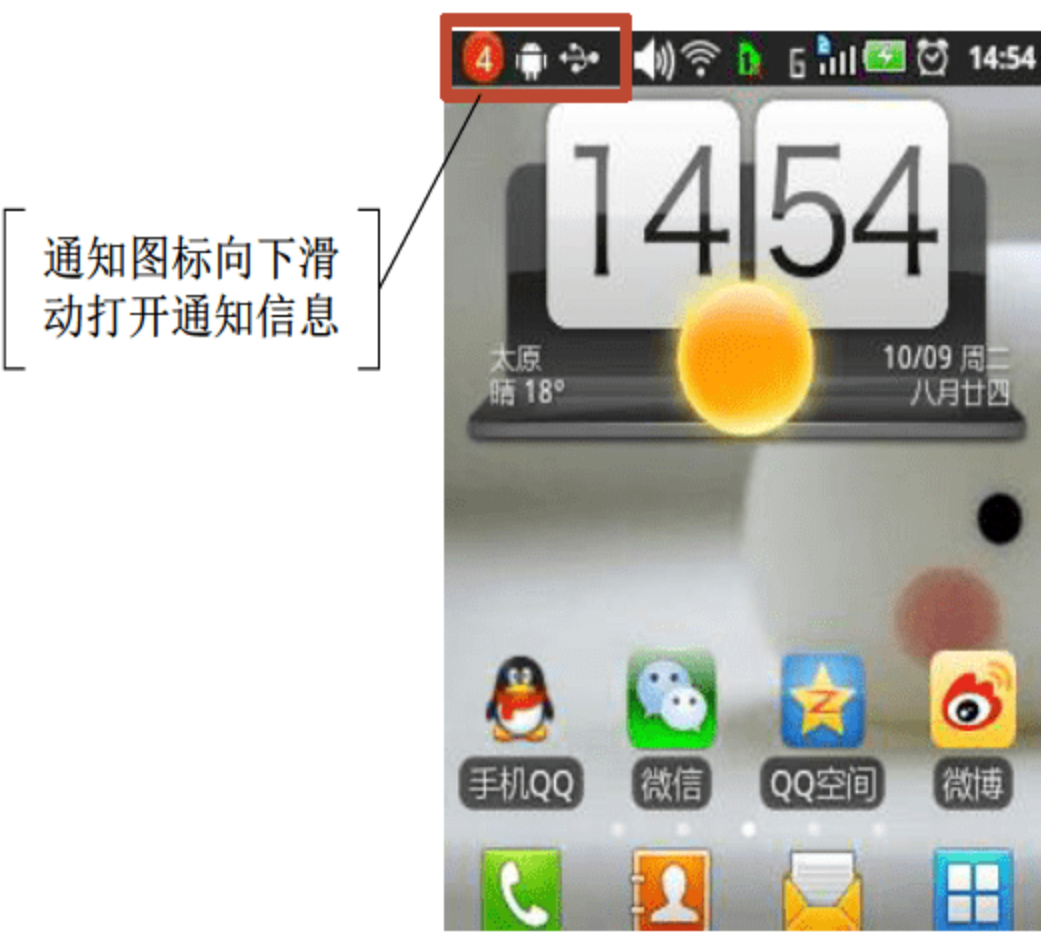 4
1
G
2
14:54
14 54
通知图标向下滑
动打开通知信息
太原
晴 18°
10/09 周二
八月廿四
Z
手机QQ
微信
QQ空间
微博